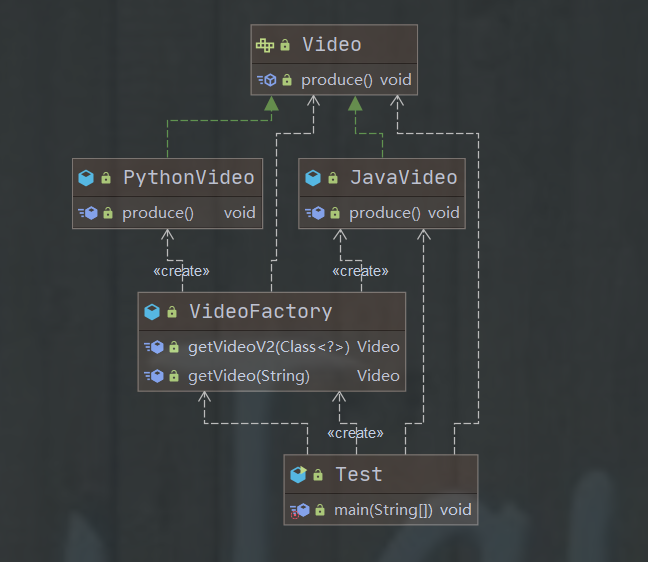 Video
produce() void
PythonVideo
JavaVideo
produce() void
produce() void
«create»
«create»
VideoFactory
getVideoV2(Class<?>) Video
getVideo(String) Video
«create»
Test
main(String[]) void